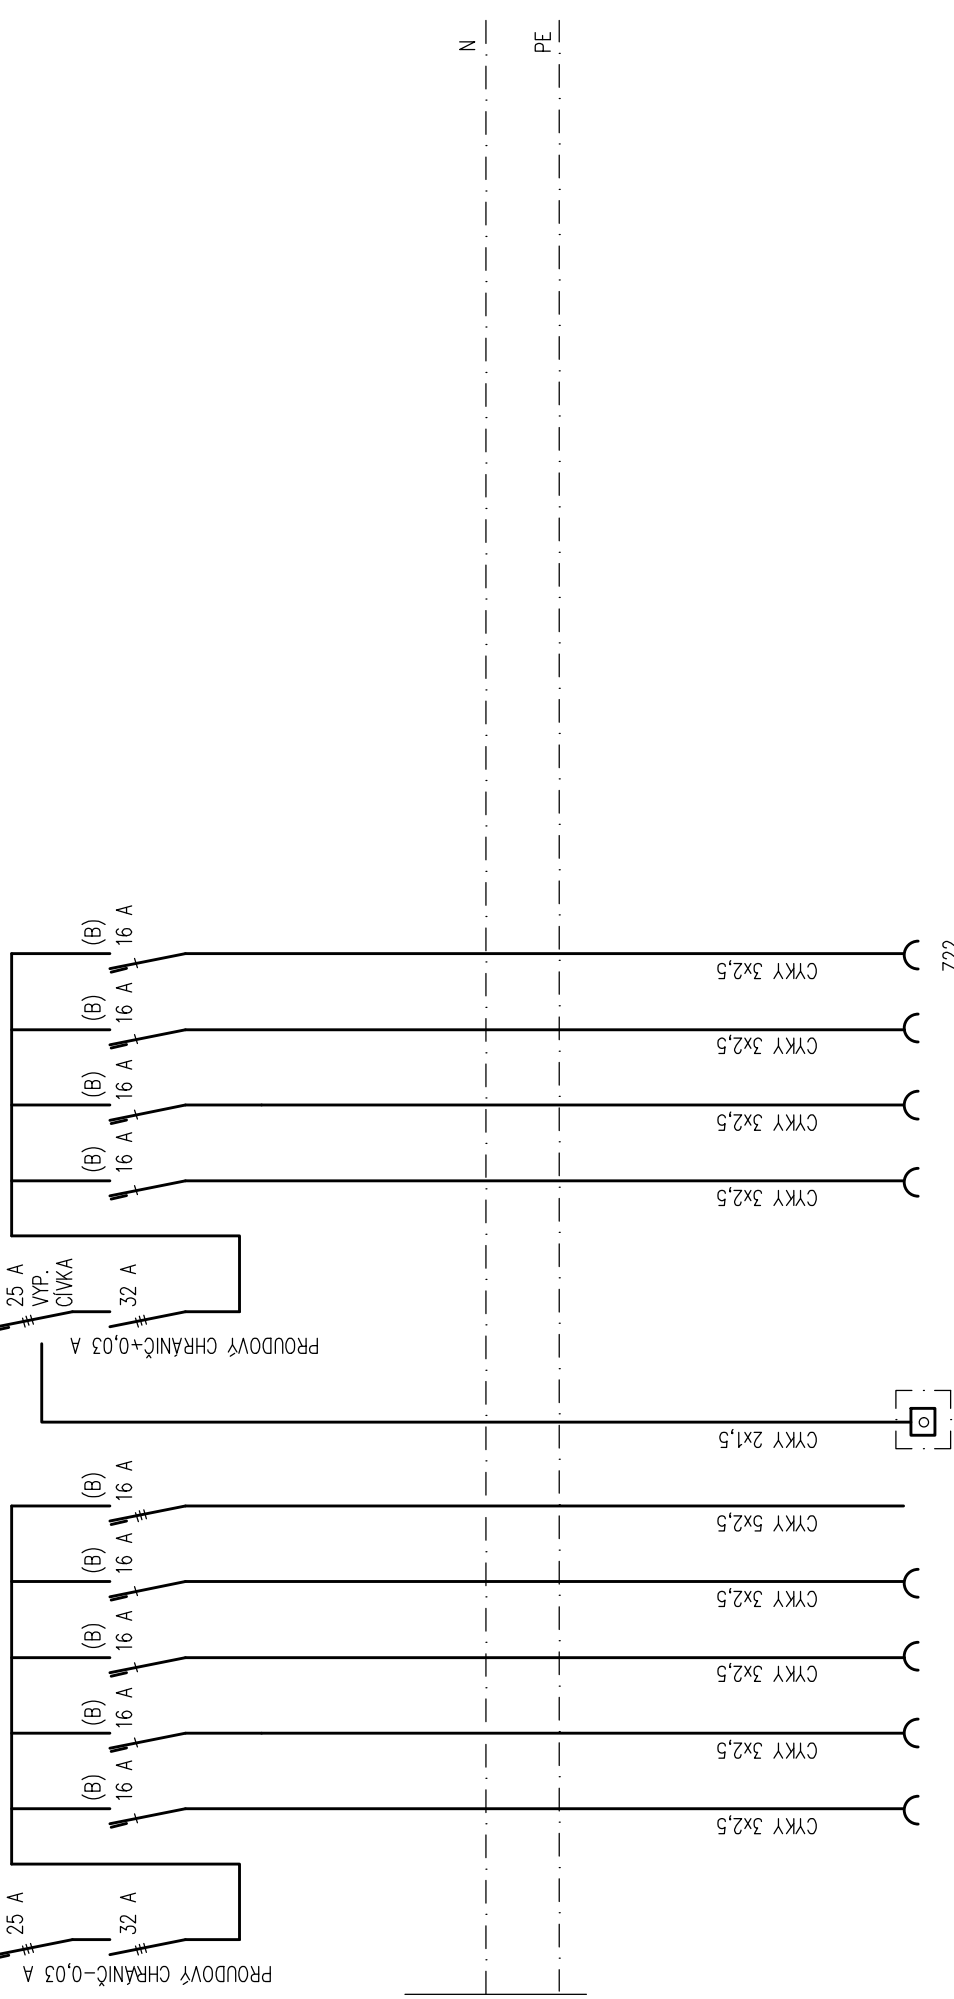 N
PE
(B)
16 A
CYKY 3x2,5
722
(B)
16 A
CYKY 3x2,5
(B)
16 A
CYKY 3x2,5
(B)
16 A
CYKY 3x2,5
25 A
VYP.
CÍVKA
32 A
PROUDOVÝ CHRÁNIČ+0,03 A
CYKY 2x1,5
(B)
16 A
CYKY 5x2,5
(B)
16 A
CYKY 3x2,5
(B)
16 A
CYKY 3x2,5
(B)
16 A
CYKY 3x2,5
(B)
16 A
CYKY 3x2,5
25 A
32 A
PROUDOVÝ CHRÁNIČ-0,03 A